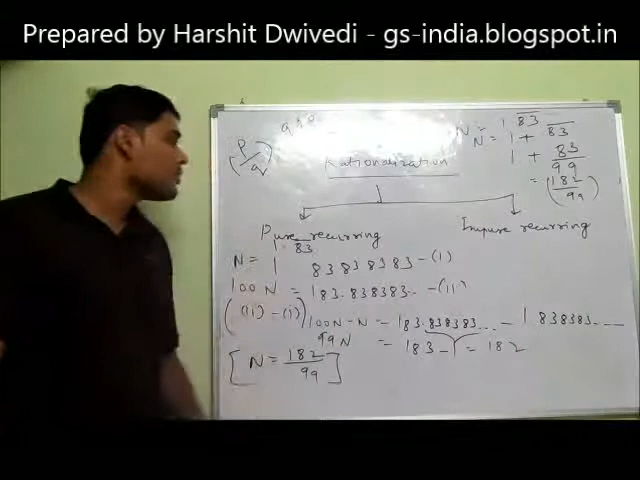 Prepared by Harshit Dwivedi - gs-india.blogspot.in
N = 1 83
N = 1 + 83
(P/q)
Rationalization
1 + 83/99
= (182/99)
Pure recurring
Impure recurring
N = 1 83
83838383 - (I)
100 N = 183.838383.. - (II)
((II) - (I)) 100N - N = 183.838383... - 1 838383----
99N = 183 - 1 = 182
[N = 182/99]